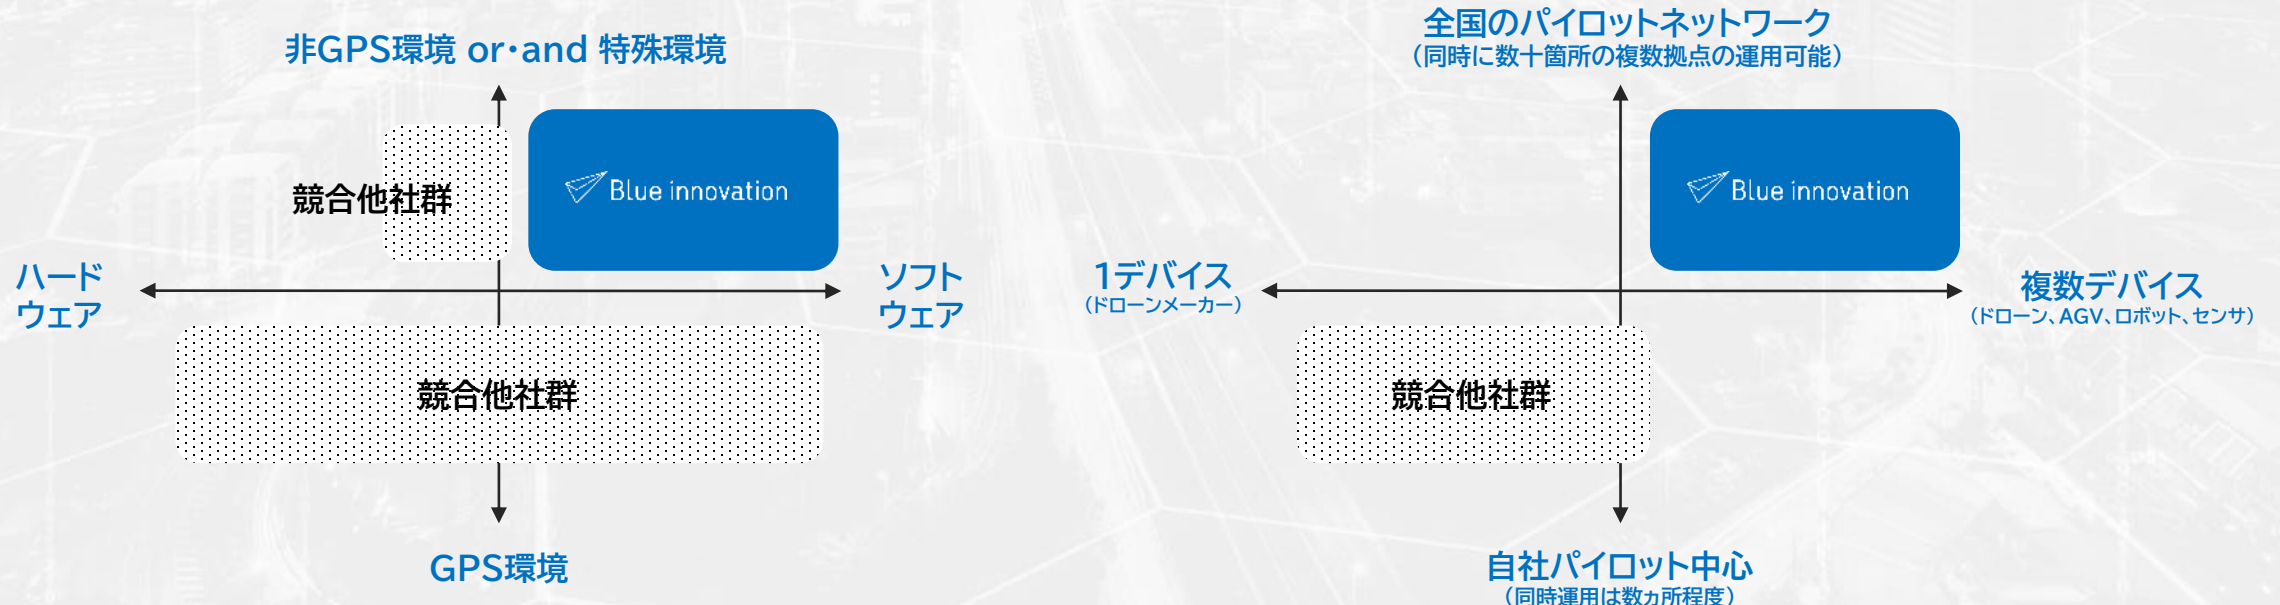 非GPS環境 or・and 特殊環境
競合他社群
Blue innovation
ハード
ウェア
ソフト
ウェア
競合他社群
GPS環境
全国のパイロットネットワーク
（同時に数十箇所の複数拠点の運用可能）
Blue innovation
1デバイス
（ドローンメーカー）
複数デバイス
（ドローン、AGV、ロボット、センサ）
競合他社群
自社パイロット中心
（同時運用は数ヵ所程度）